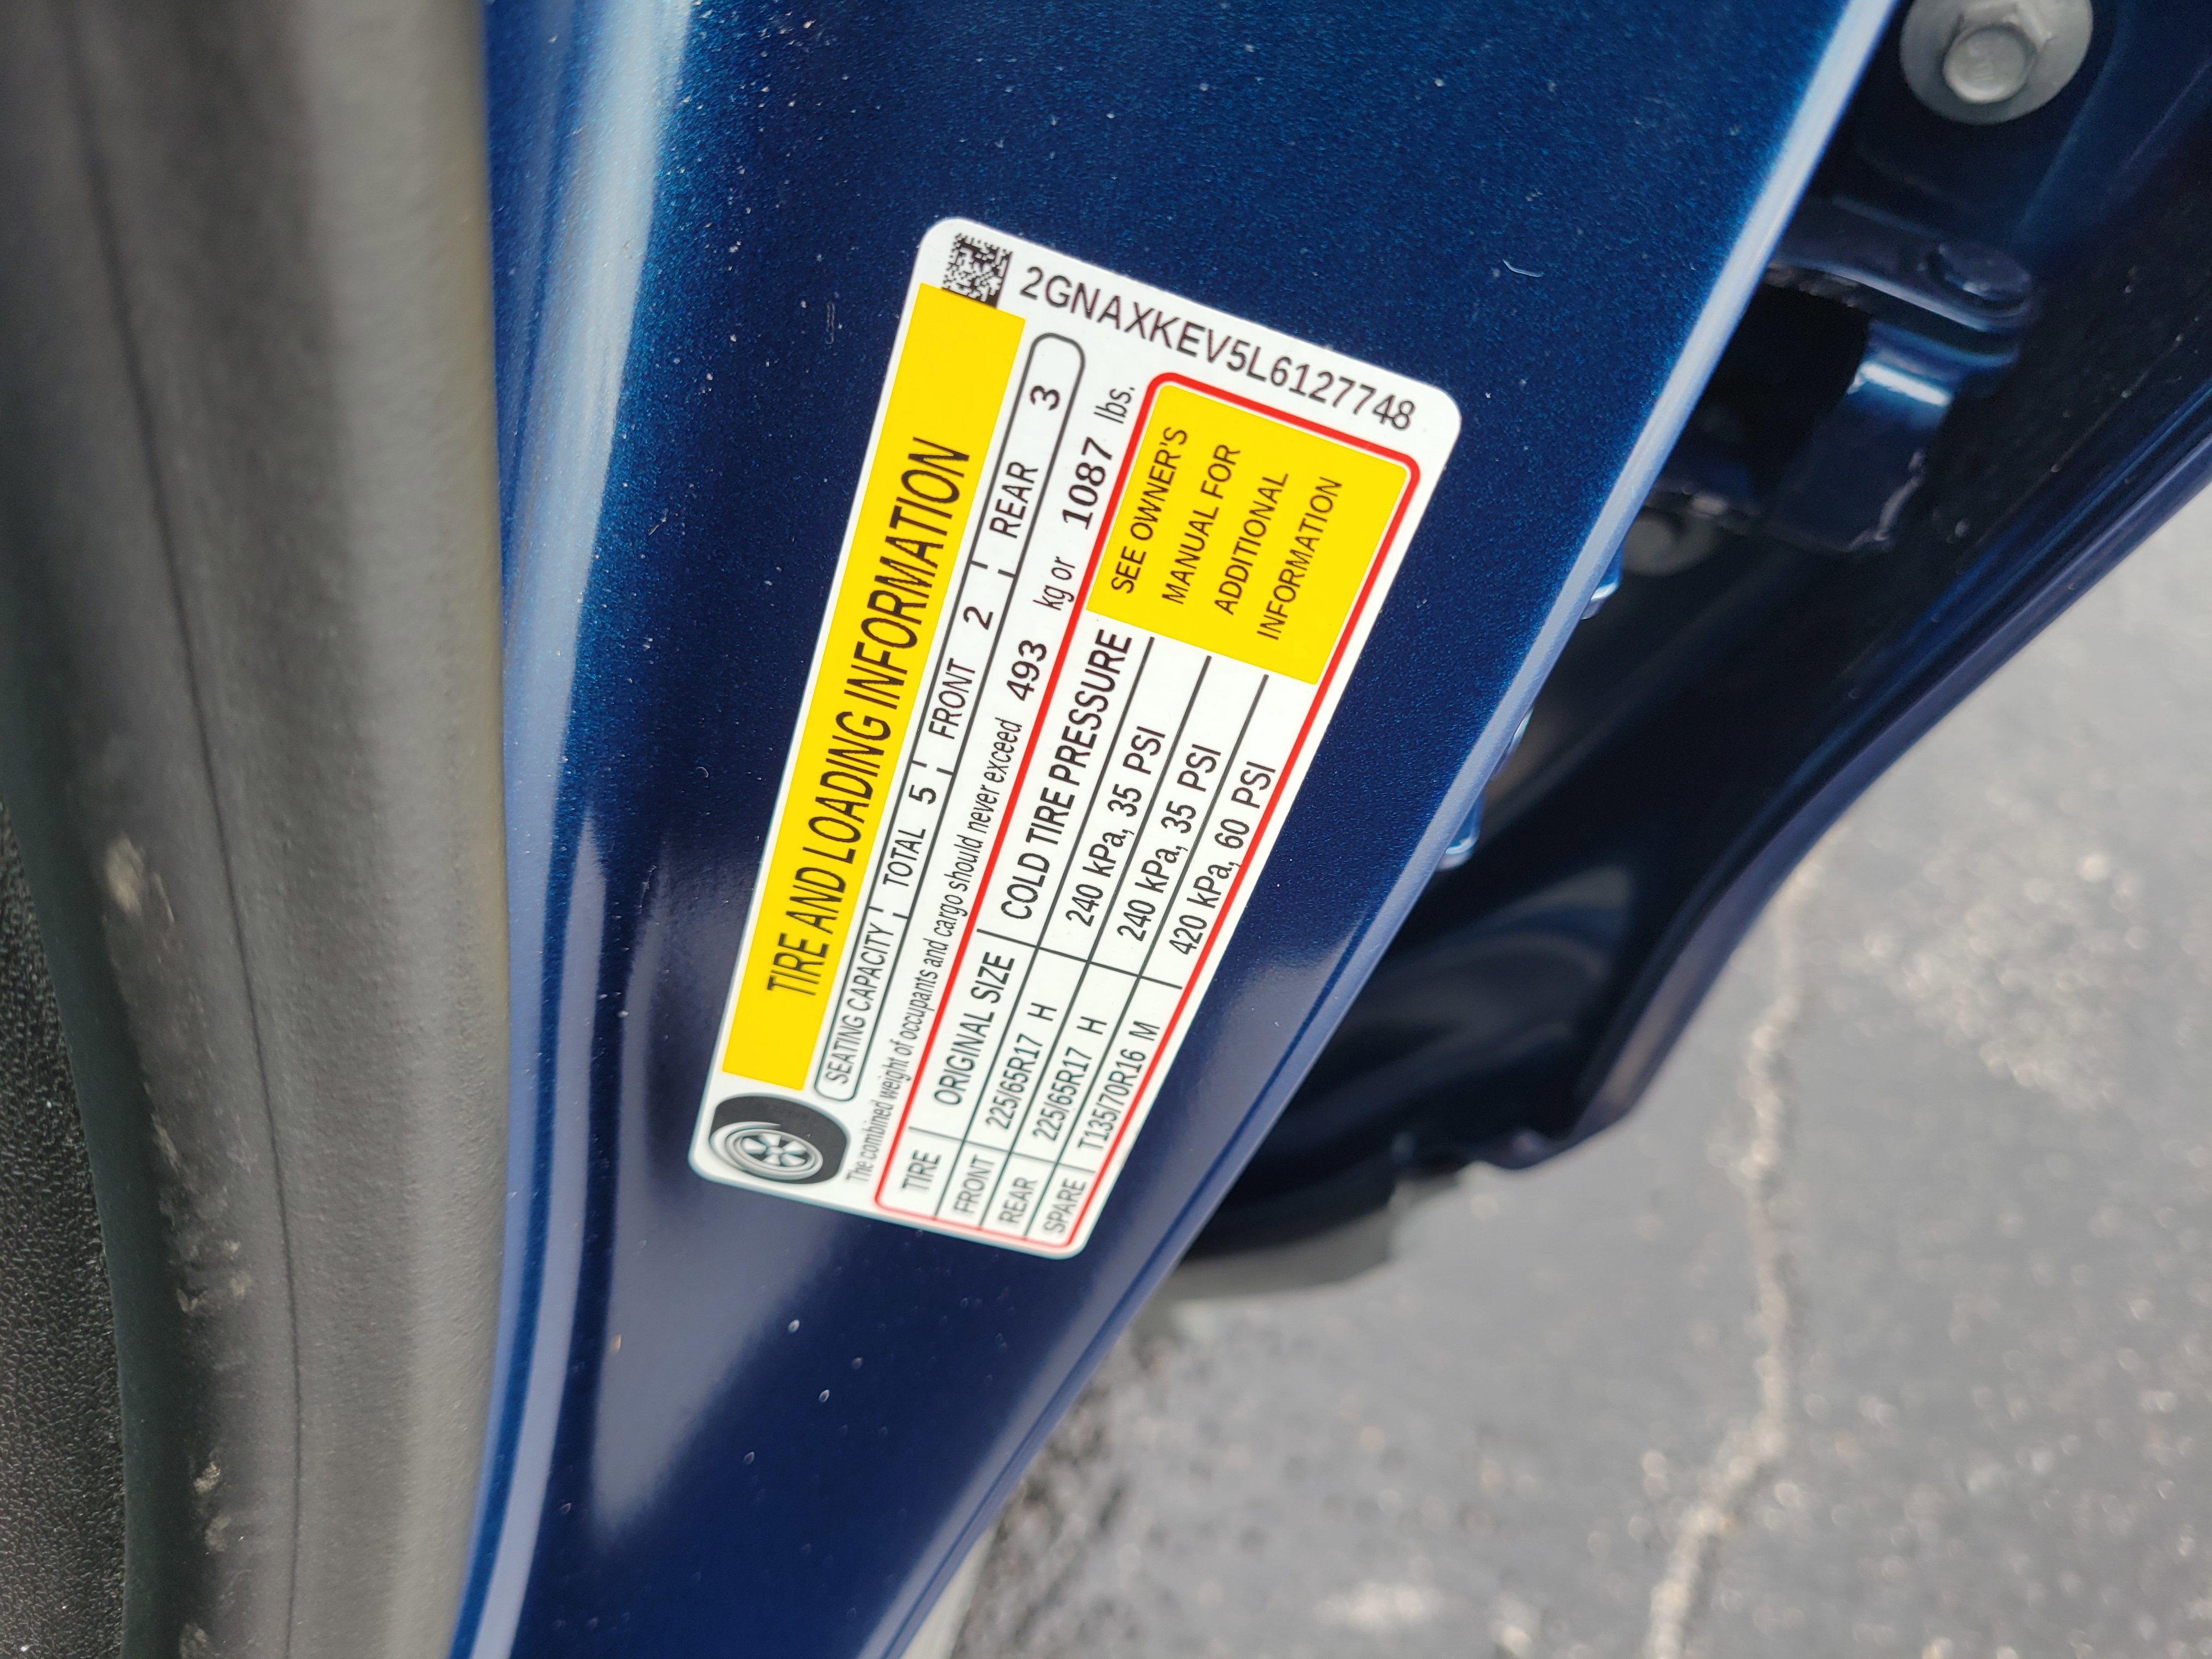 2GNAXKEV5L6127748
TIRE AND LOADING INFORMATION
SEATING CAPACITY TOTAL 5 FRONT 2 REAR 3
The combined weight of occupants and cargo should never exceed 493 kg or 1087 lbs.
TIRE ORIGINAL SIZE COLD TIRE PRESSURE
FRONT 225/65R17 H 240 kPa, 35 PSI
REAR 225/65R17 H 240 kPa, 35 PSI
SPARE T135/70R16 M 420 kPa, 60 PSI
SEE OWNER'S
MANUAL FOR
ADDITIONAL
INFORMATION